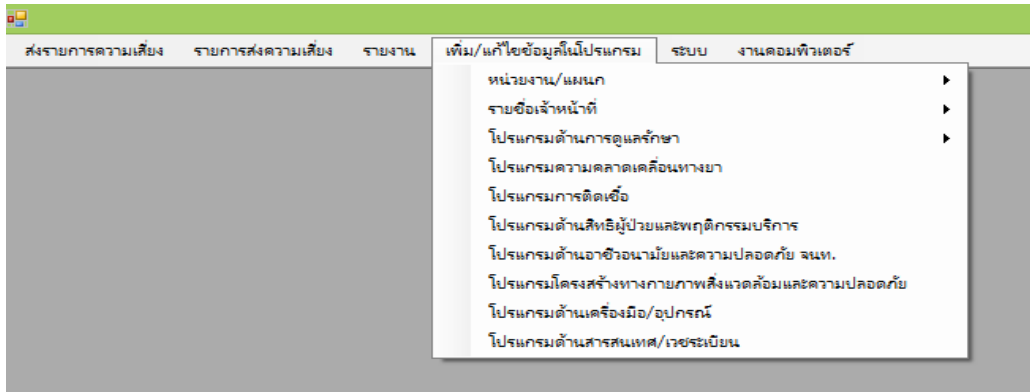 ส่งรายการความเสี่ยง รายการส่งความเสี่ยง รายงาน เพิ่ม/แก้ไขข้อมูลในโปรแกรม ระบบ งานคอมพิวเตอร์
หน่วยงาน/แผนก
รายชื่อเจ้าหน้าที่
โปรแกรมด้านการดูแลรักษา
โปรแกรมความคลาดเคลื่อนทางยา
โปรแกรมการติดเชื้อ
โปรแกรมด้านสิทธิผู้ป่วยและพฤติกรรมบริการ
โปรแกรมด้านอาชีวอนามัยและความปลอดภัย จนท.
โปรแกรมโครงสร้างทางกายภาพสิ่งแวดล้อมและความปลอดภัย
โปรแกรมด้านเครื่องมือ/อุปกรณ์
โปรแกรมด้านสารสนเทศ/เวชระเบียน